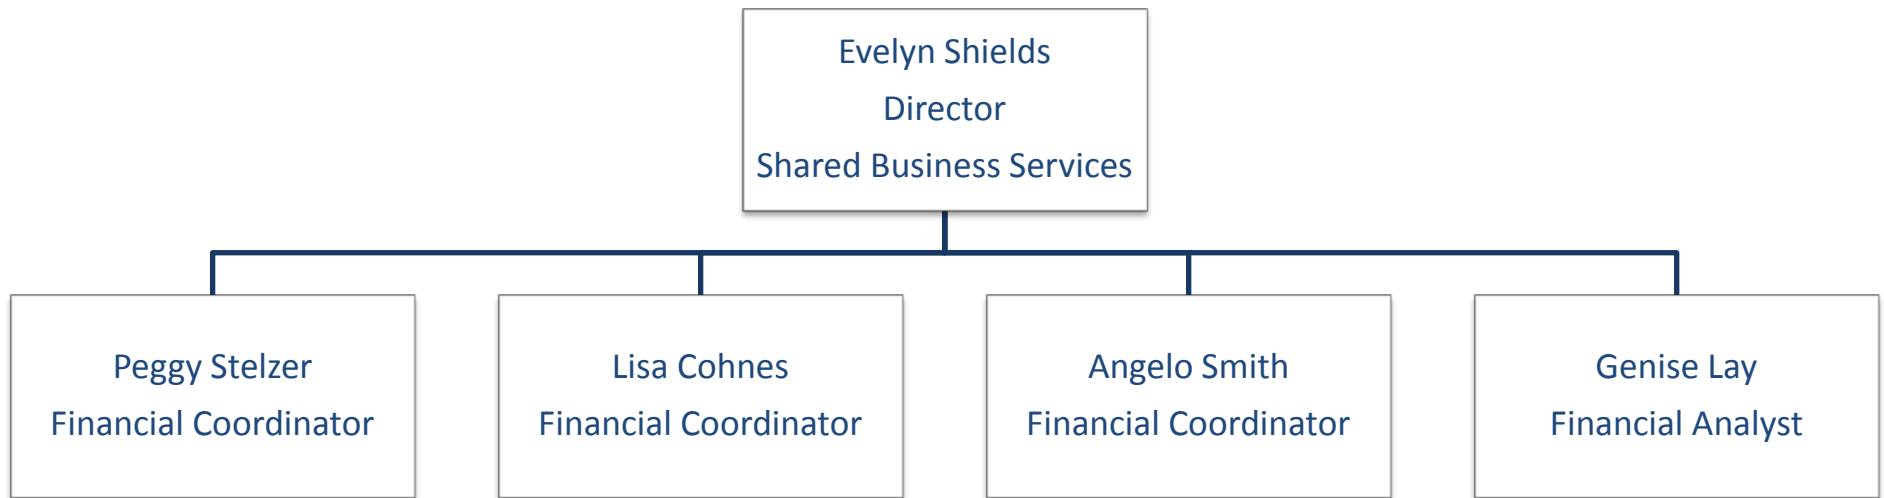 Evelyn Shields
Director
Shared Business Services
Peggy Stelzer
Financial Coordinator
Lisa Cohnes
Financial Coordinator
Angelo Smith
Financial Coordinator
Genise Lay
Financial Analyst